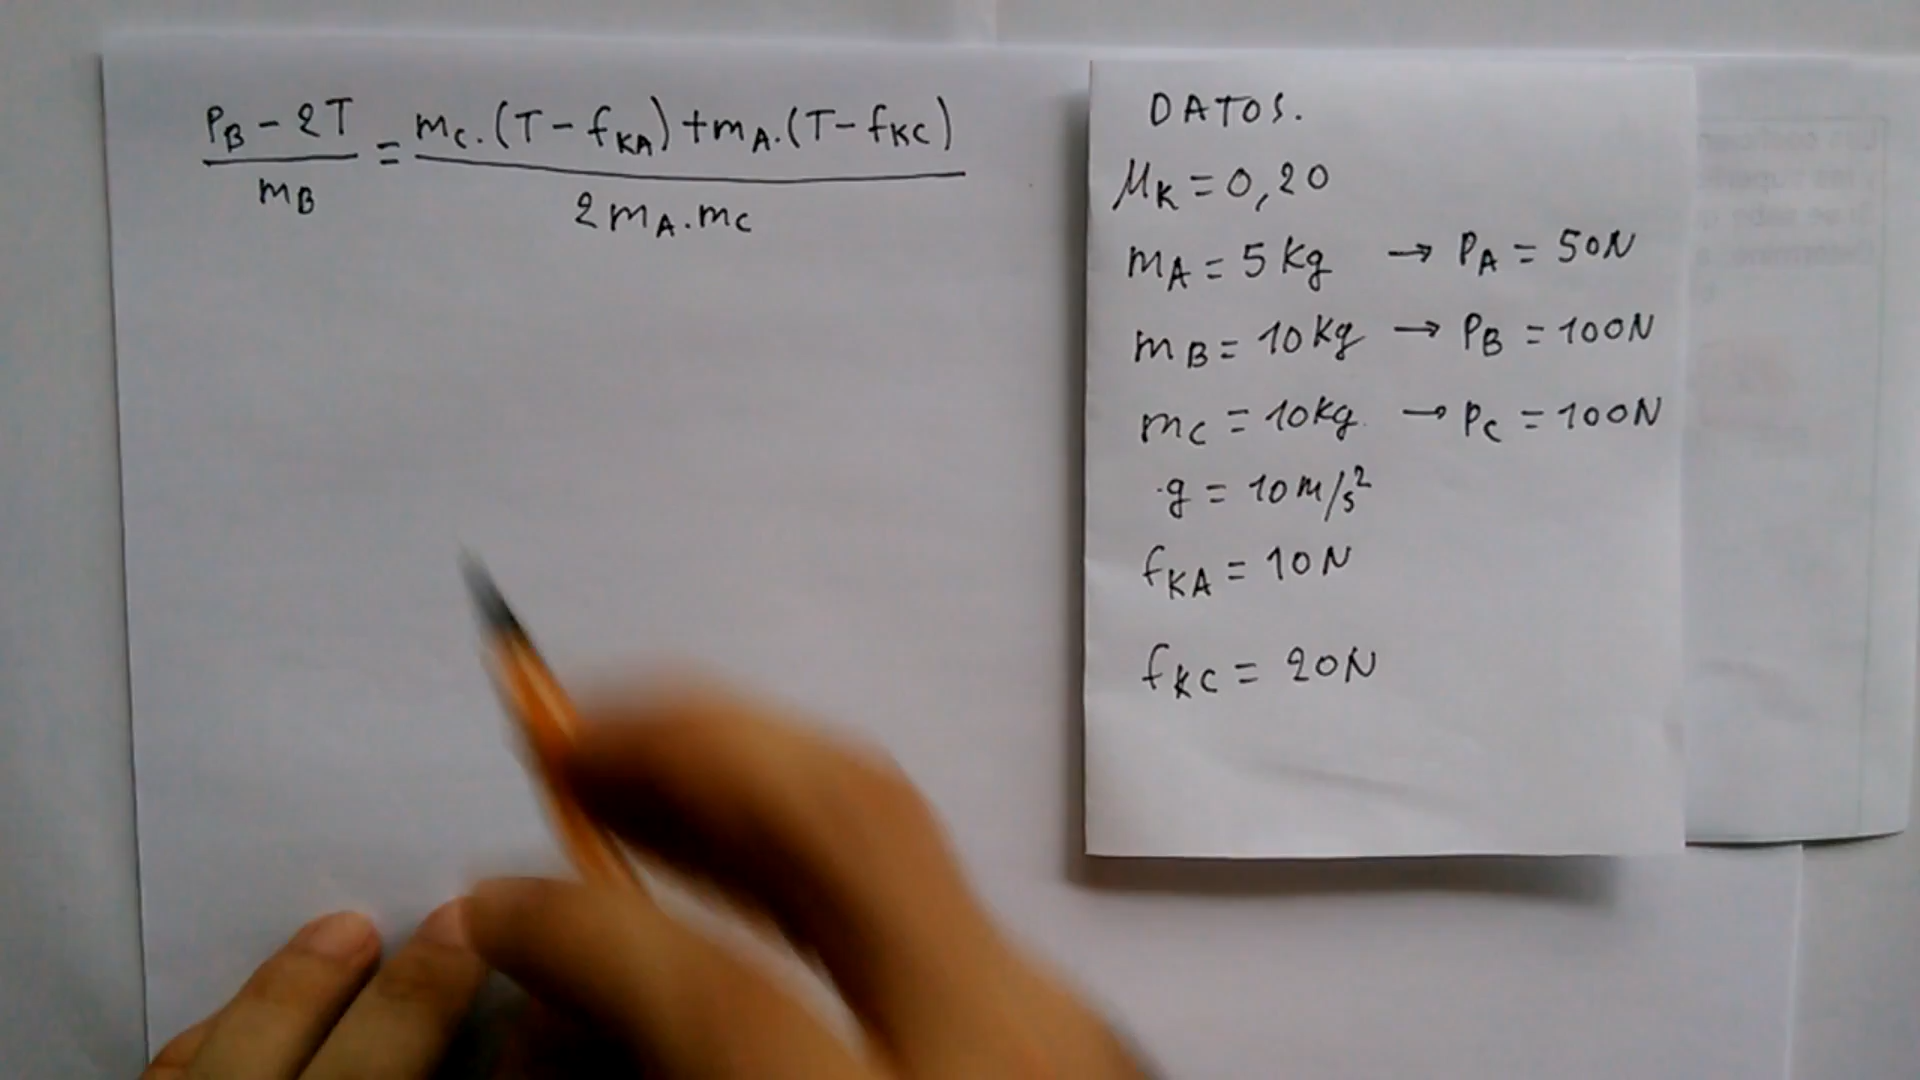 P_B - 2T / m_B = m_C.(T - f_KA) + m_A.(T - f_KC) / 2 m_A . m_C
DATOS.
μ_K = 0,20
m_A = 5 Kg → P_A = 50N
m_B = 10 Kg → P_B = 100N
m_C = 10 Kg. → P_C = 100N
g = 10 m/s²
f_KA = 10 N
f_KC = 20N